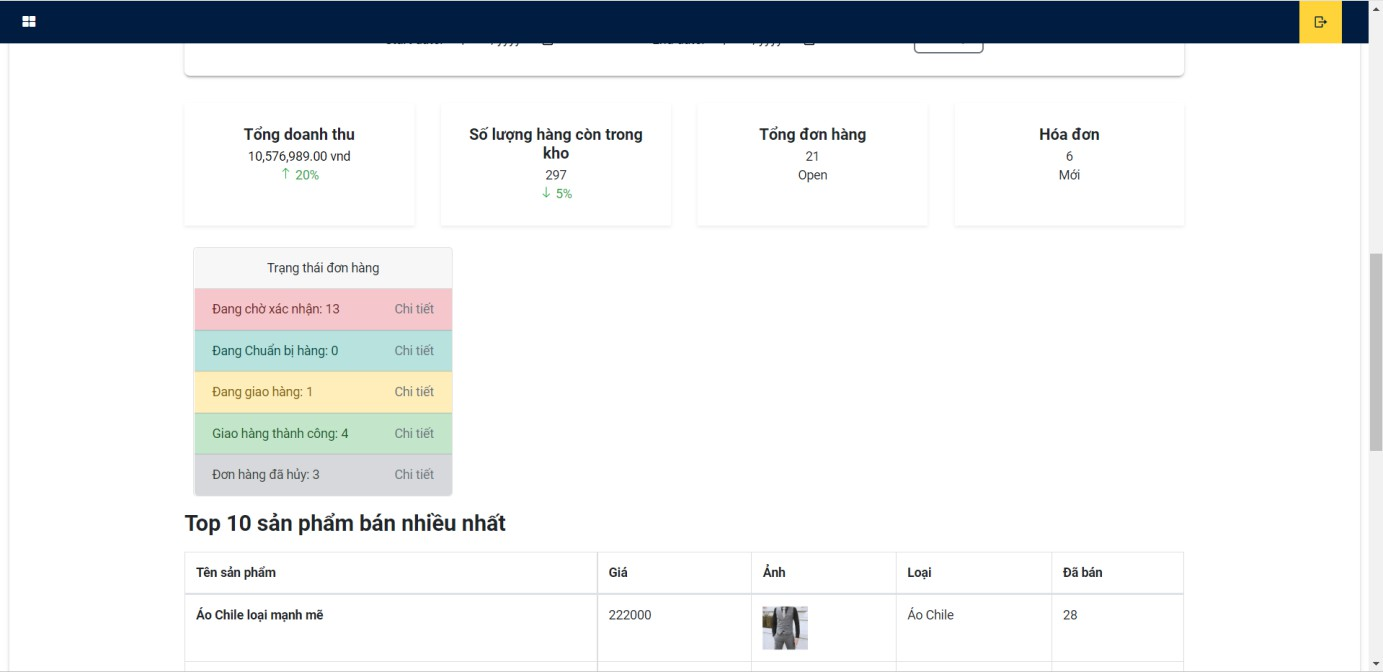 Tổng doanh thu
10,576,989.00 vnd
↑ 20%
Số lượng hàng còn trong
kho
297
↓ 5%
Tổng đơn hàng
21
Open
Hóa đơn
6
Mới
Trạng thái đơn hàng
Đang chờ xác nhận: 13 Chi tiết
Đang Chuẩn bị hàng: 0 Chi tiết
Đang giao hàng: 1 Chi tiết
Giao hàng thành công: 4 Chi tiết
Đơn hàng đã hủy: 3 Chi tiết
Top 10 sản phẩm bán nhiều nhất
Tên sản phẩm Giá Ảnh Loại Đã bán
Áo Chile loại mạnh mẽ 222000 Áo Chile 28